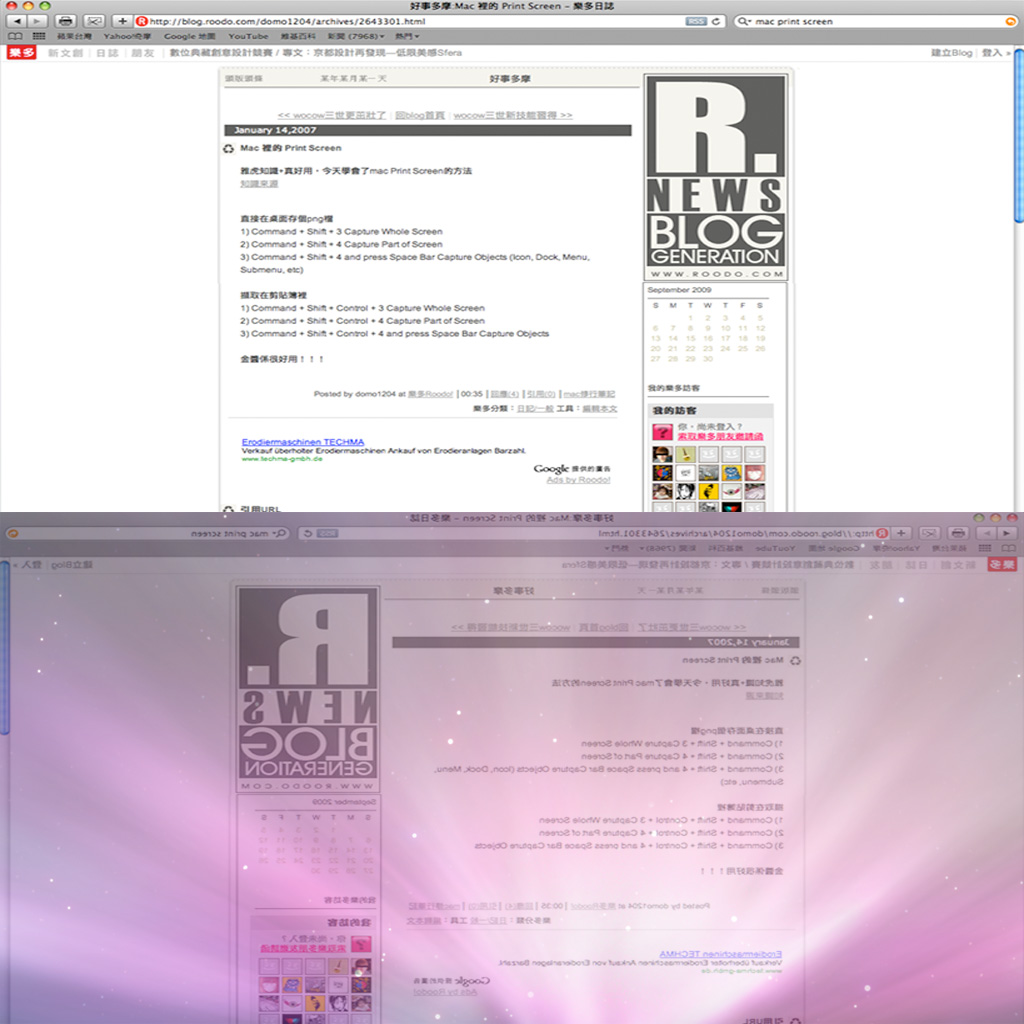 好事多摩:Mac 裡的 Print Screen – 樂多日誌
http://blog.roodo.com/domo1204/archives/2643301.html
RSS
mac print screen
蘋果台灣 Yahoo!奇摩 Google 地圖 YouTube 維基百科 新聞 (7968) 熱門
樂多 新文創 | 日誌 | 朋友 | 數位典藏創意設計競賽 / 專文：京都設計再發現—低限美感Sfera
建立Blog | 登入 »
頭版頭條 某年某月某一天 好事多摩
<< wocow三世更茁壯了 | 回blog首頁 | wocow三世新技能習得 >>
January 14,2007
Mac 裡的 Print Screen
雅虎知識+真好用，今天學會了mac Print Screen的方法
知識來源
直接在桌面存個png檔
1) Command + Shift + 3 Capture Whole Screen
2) Command + Shift + 4 Capture Part of Screen
3) Command + Shift + 4 and press Space Bar Capture Objects (Icon, Dock, Menu,
Submenu, etc)
擷取在剪貼簿裡
1) Command + Shift + Control + 3 Capture Whole Screen
2) Command + Shift + Control + 4 Capture Part of Screen
3) Command + Shift + Control + 4 and press Space Bar Capture Objects
金醬係很好用！！！
Posted by domo1204 at 樂多Roodo! | 00:35 | 回應(4) | 引用(0) | mac修行筆記
樂多分類：日記/一般 工具：編輯本文
Erodiermaschinen TECHMA
Verkauf überholter Erodiermaschinen Ankauf von Erodieranlagen Barzahl.
www.techma-gmbh.de
Google 提供的廣告
Ads by Roodo!
引用URL
R.
NEWS
BLOG
GENERATION
WWW.ROODO.COM
September 2009
S M T W T F S
1 2 3 4 5
6 7 8 9 10 11 12
13 14 15 16 17 18 19
20 21 22 23 24 25 26
27 28 29 30
我的樂多訪客
我的訪客
你，尚未登入？
索取樂多朋友邀請函